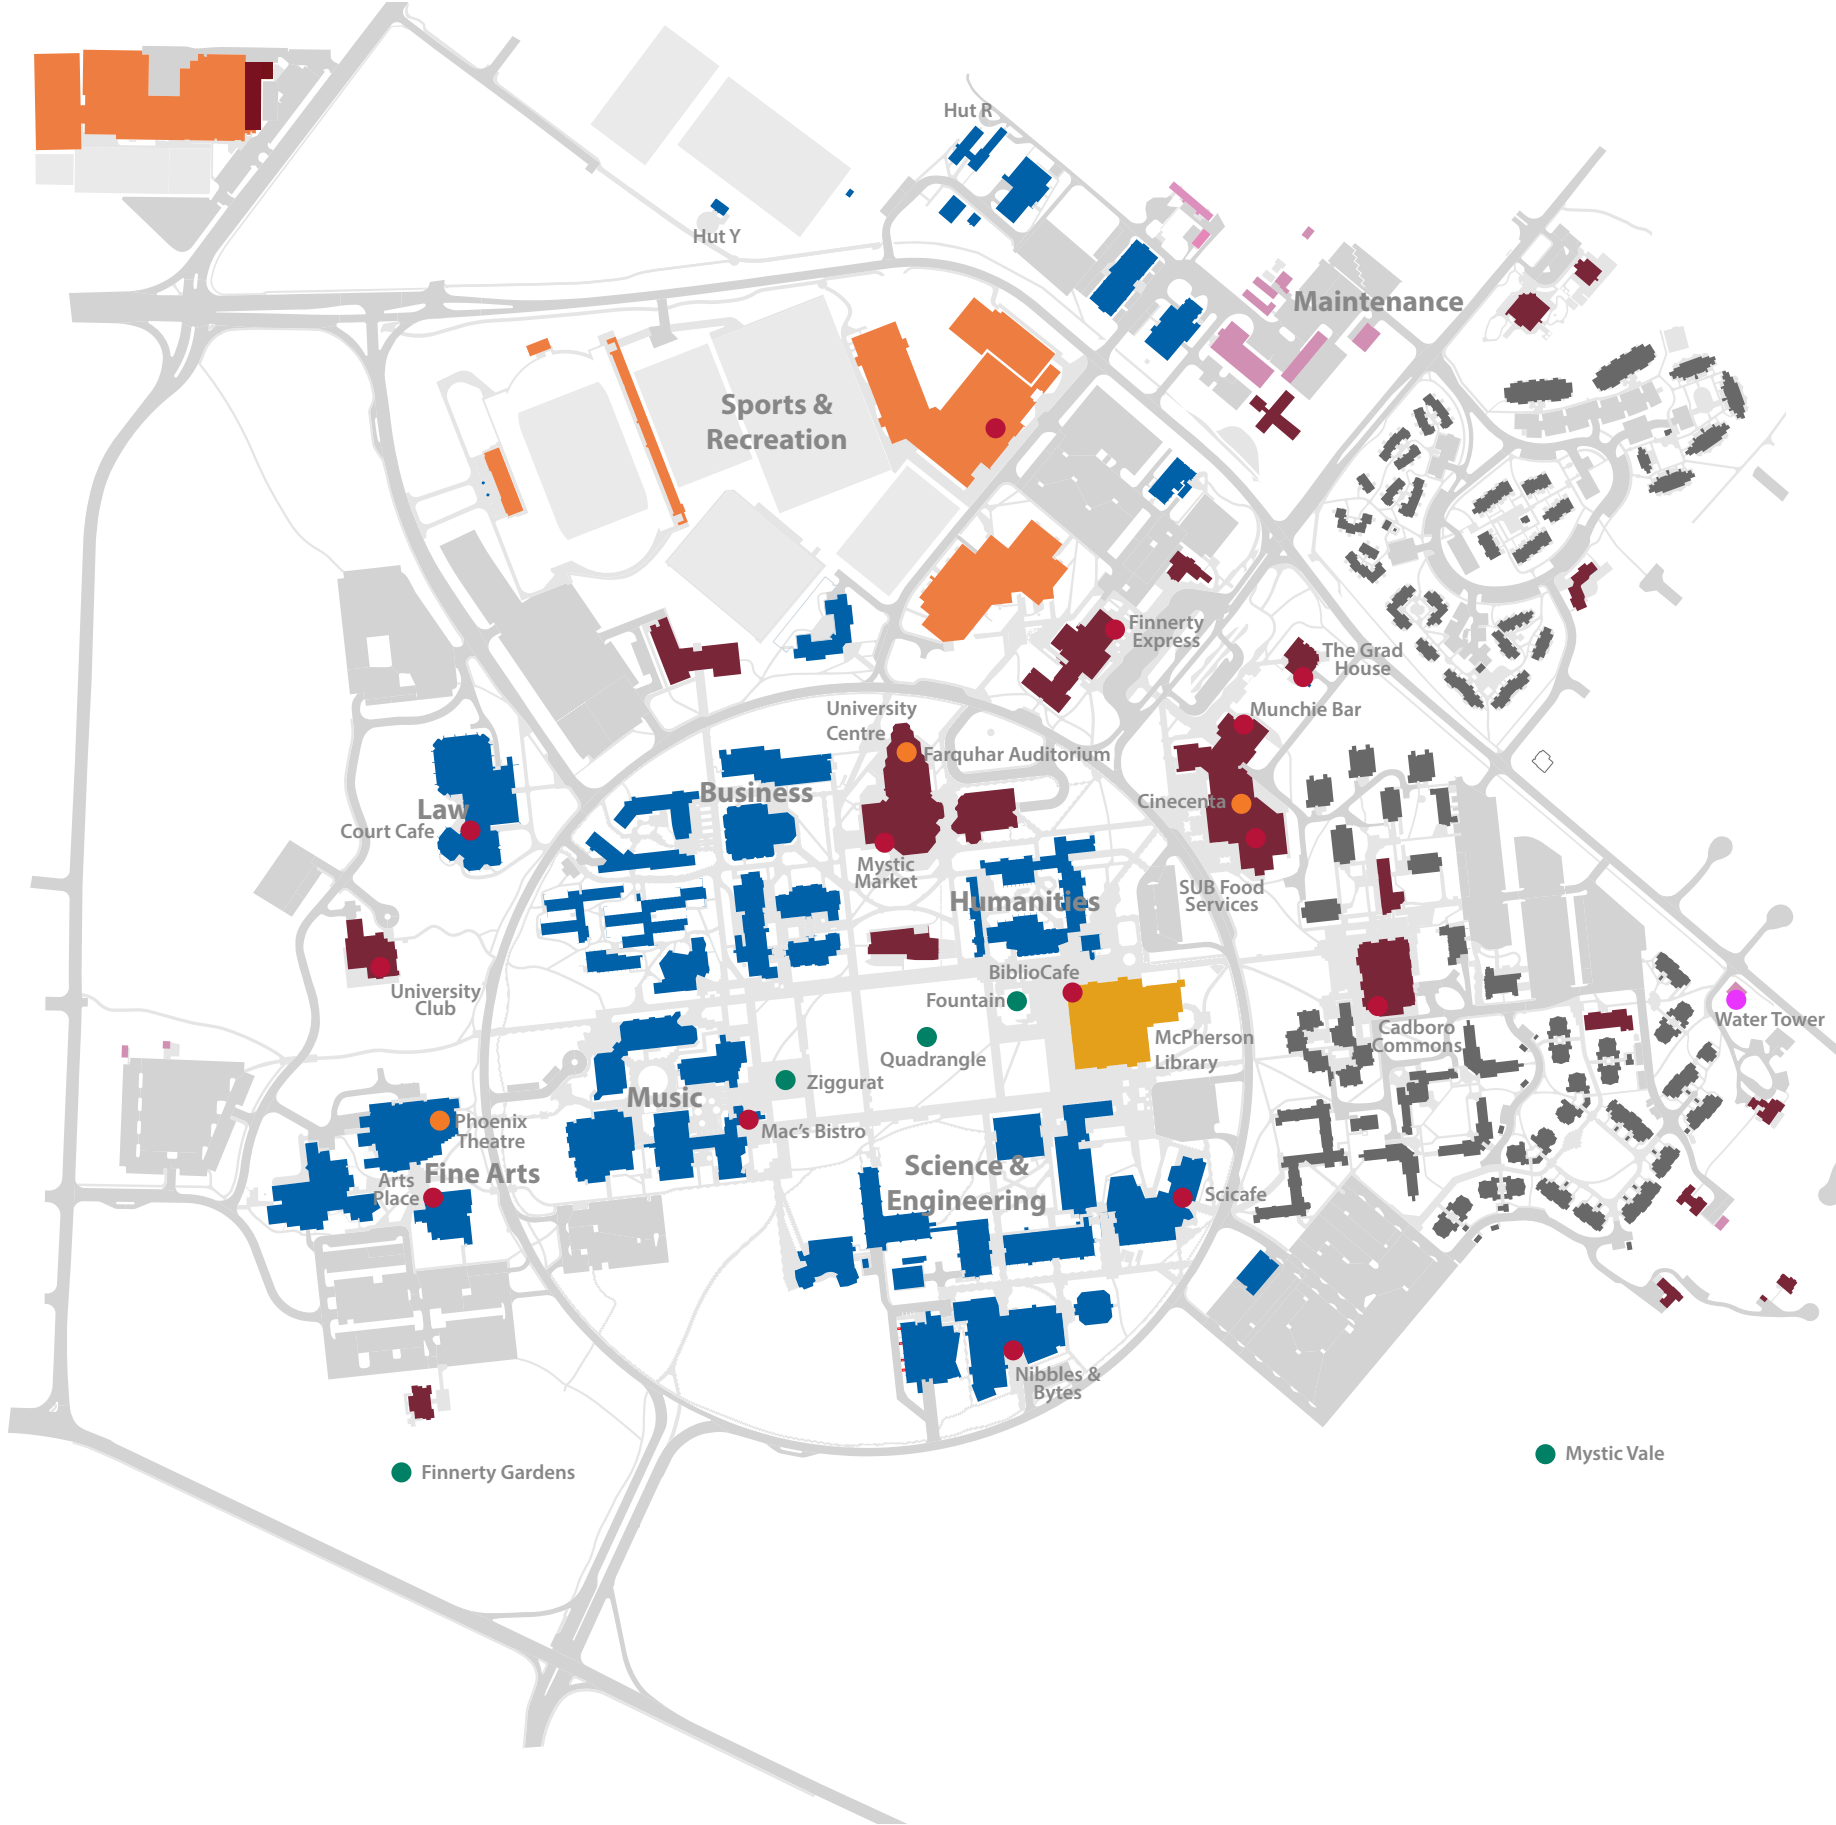 Hut R
Hut Y
Maintenance
Sports &
Recreation
Finnerty
Express
The Grad
House
University
Centre
Munchie Bar
Farquhar Auditorium
Business
Law
Court Cafe
Cinecenta
Mystic
Market
SUB Food
Services
Humanities
BiblioCafe
University
Club
Fountain
Water Tower
Cadboro
Commons
McPherson
Library
Quadrangle
Ziggurat
Music
Phoenix
Theatre
Mac's Bistro
Fine Arts
Arts
Place
Science &
Engineering
Scicafe
Nibbles &
Bytes
Mystic Vale
Finnerty Gardens